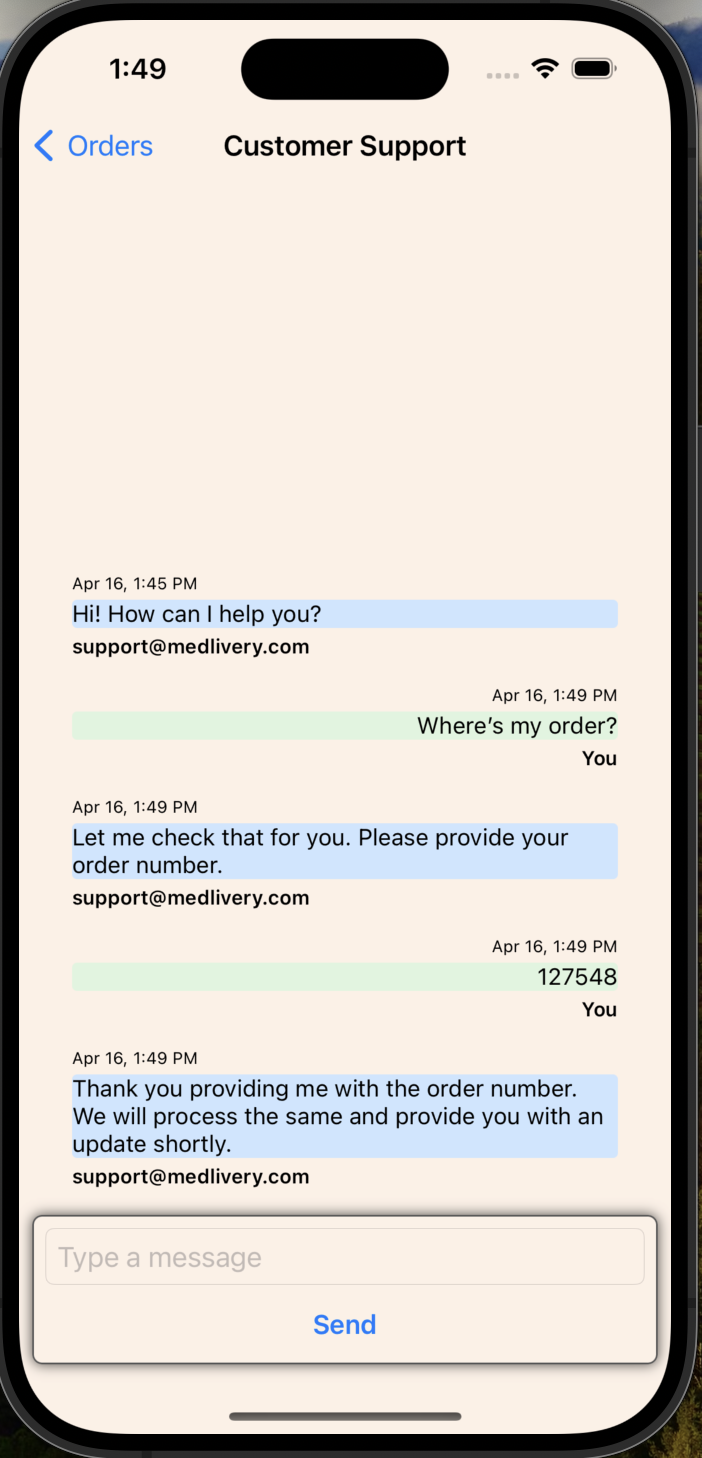 1:49
Orders
Customer Support
Apr 16, 1:45 PM
Hi! How can I help you?
support@medlivery.com
Apr 16, 1:49 PM
Where’s my order?
You
Apr 16, 1:49 PM
Let me check that for you. Please provide your
order number.
support@medlivery.com
Apr 16, 1:49 PM
127548
You
Apr 16, 1:49 PM
Thank you providing me with the order number.
We will process the same and provide you with an
update shortly.
support@medlivery.com
Type a message
Send